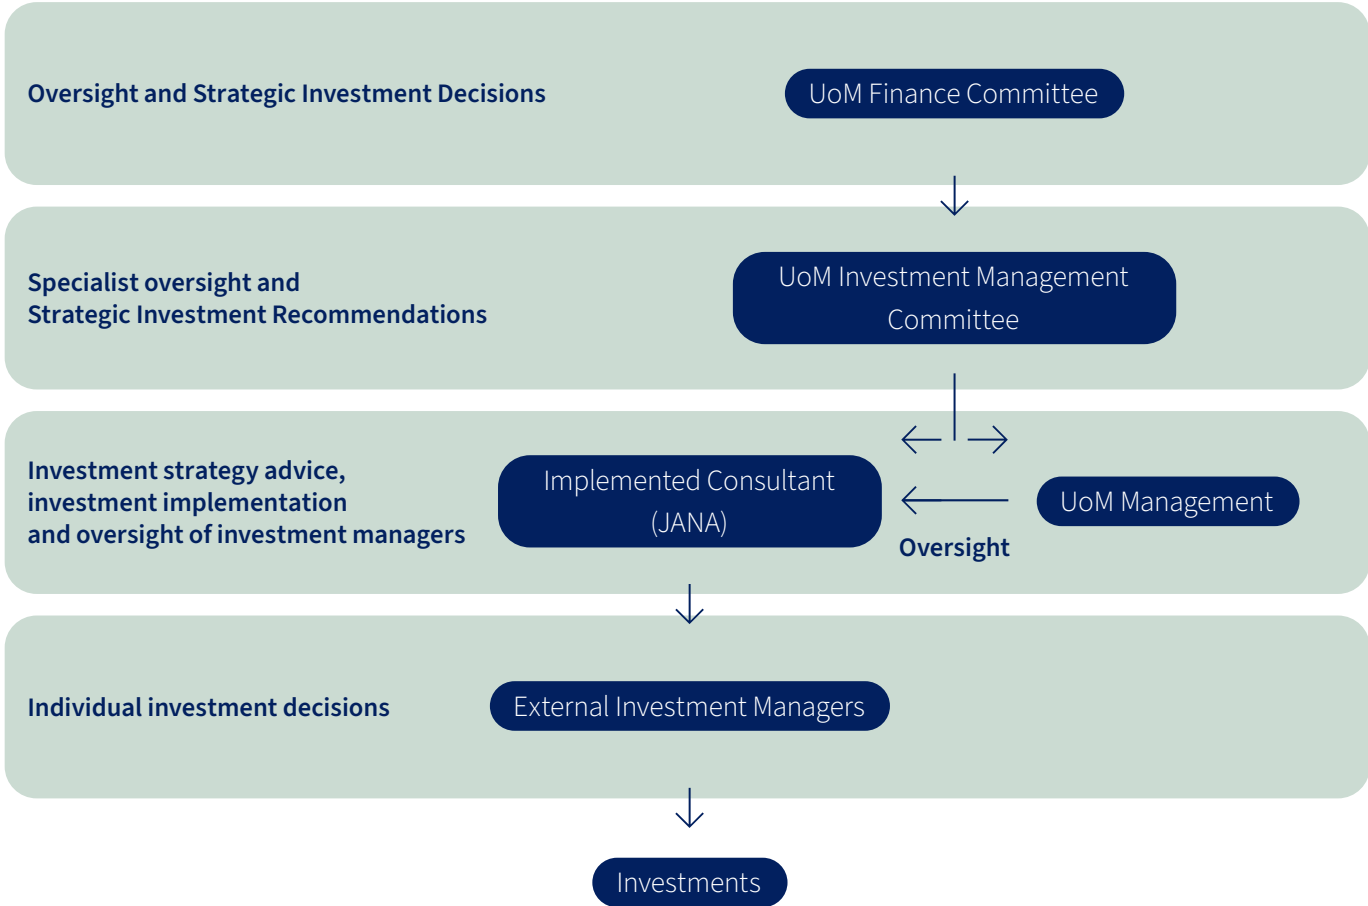 Oversight and Strategic Investment Decisions
UoM Finance Committee
Specialist oversight and
Strategic Investment Recommendations
UoM Investment Management
Committee
Investment strategy advice,
investment implementation
and oversight of investment managers
Implemented Consultant
(JANA)
Oversight
UoM Management
Individual investment decisions
External Investment Managers
Investments